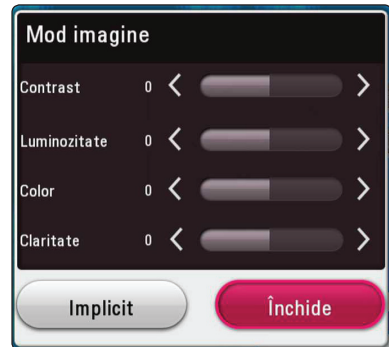 Mod imagine
Contrast 0
Luminozitate 0
Color 0
Claritate 0
Implicit Închide